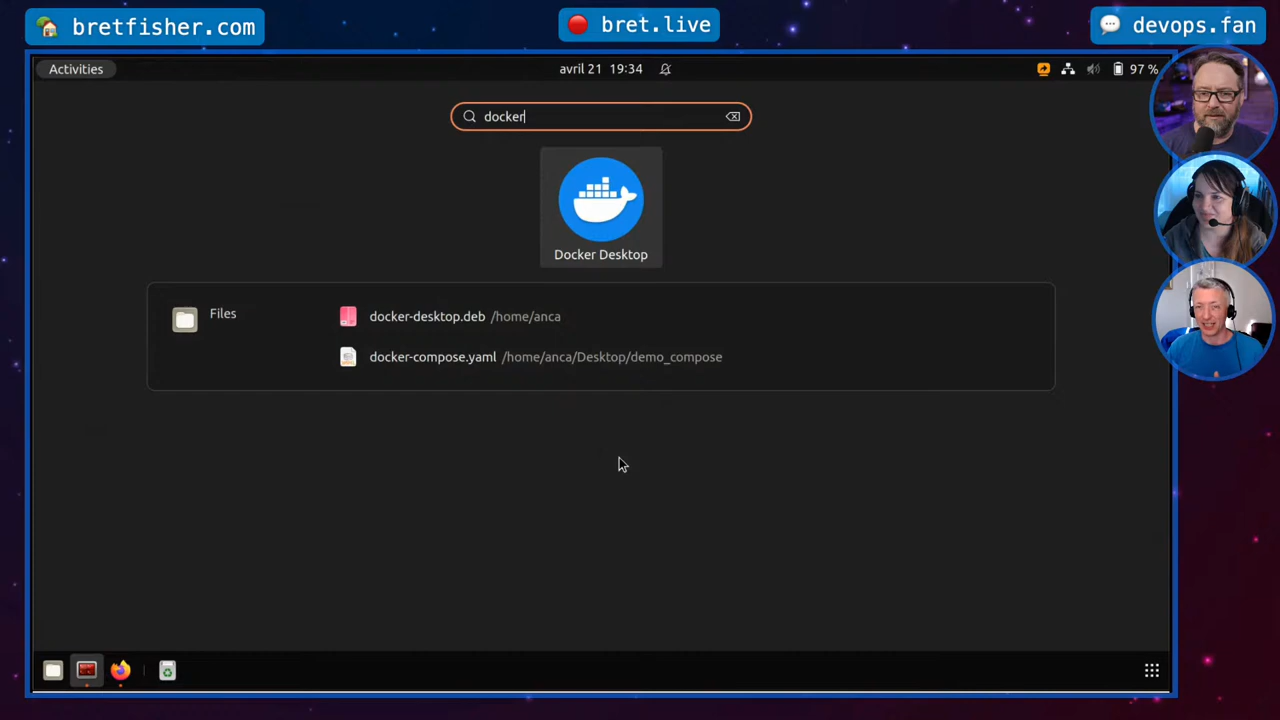 bretfisher.com
bret.live
devops.fan
Activities
avril 21 19:34
97 %
docker
Docker Desktop
Files
docker-desktop.deb /home/anca
docker-compose.yaml /home/anca/Desktop/demo_compose